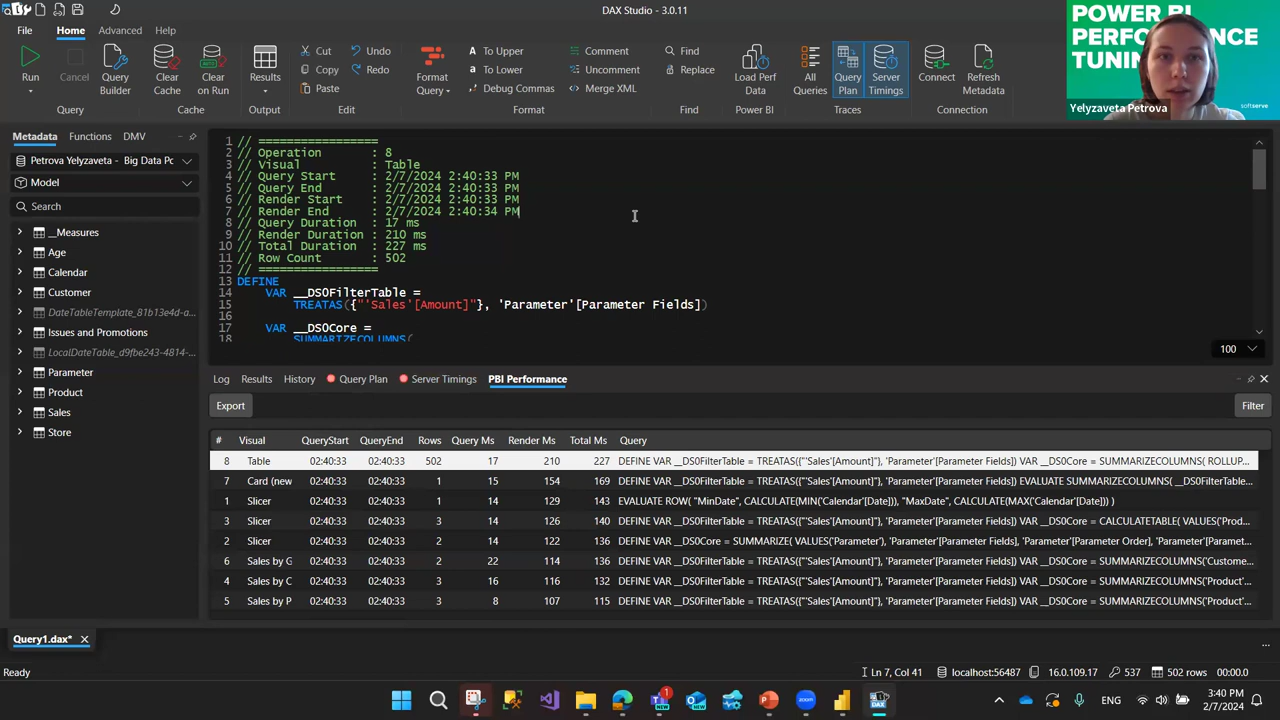 DAX Studio - 3.0.11
File Home Advanced Help
Run
Cancel
Query Builder
Clear Cache
Clear on Run
Results
Cut
Copy
Paste
Undo
Redo
Format Query
To Upper
To Lower
Debug Commas
Comment
Uncomment
Merge XML
Find
Replace
Load Perf Data
All Queries
Query Plan
Server Timings
Connect
Refresh Metadata
Query Cache Output Edit Format Find Power BI Traces Connection
POWER BI
PERFORMANCE
TUNIN
Yelyzaveta Petrova
softserve
Metadata Functions DMV
Petrova Yelyzaveta - Big Data Pc
Model
Search
__Measures
Age
Calendar
Customer
DateTableTemplate_81b13e4d-a...
Issues and Promotions
LocalDateTable_d9fbe243-4814-...
Parameter
Product
Sales
Store
1 // =================
2 // Operation : 8
3 // Visual : Table
4 // Query Start : 2/7/2024 2:40:33 PM
5 // Query End : 2/7/2024 2:40:33 PM
6 // Render Start : 2/7/2024 2:40:33 PM
7 // Render End : 2/7/2024 2:40:34 PM
8 // Query Duration : 17 ms
9 // Render Duration : 210 ms
10 // Total Duration : 227 ms
11 // Row Count : 502
12 // =================
13 DEFINE
14 VAR __DS0FilterTable =
15 TREATAS({"'Sales'[Amount]"}, 'Parameter'[Parameter Fields])
16
17 VAR __DS0Core =
18 SUMMARIZECOLUMNS(
100
Log Results History Query Plan Server Timings PBI Performance
Export Filter
# Visual QueryStart QueryEnd Rows Query Ms Render Ms Total Ms Query
8 Table 02:40:33 02:40:33 502 17 210 227 DEFINE VAR __DS0FilterTable = TREATAS({"'Sales'[Amount]"}, 'Parameter'[Parameter Fields]) VAR __DS0Core = SUMMARIZECOLUMNS( ROLLUP...
7 Card (new 02:40:33 02:40:33 1 15 154 169 DEFINE VAR __DS0FilterTable = TREATAS({"'Sales'[Amount]"}, 'Parameter'[Parameter Fields]) EVALUATE SUMMARIZECOLUMNS( __DS0FilterTable...
1 Slicer 02:40:33 02:40:33 1 14 129 143 EVALUATE ROW( "MinDate", CALCULATE(MIN('Calendar'[Date])), "MaxDate", CALCULATE(MAX('Calendar'[Date])) )
3 Slicer 02:40:33 02:40:33 3 14 126 140 DEFINE VAR __DS0FilterTable = TREATAS({"'Sales'[Amount]"}, 'Parameter'[Parameter Fields]) VAR __DS0Core = CALCULATETABLE( VALUES('Prod...
2 Slicer 02:40:33 02:40:33 2 14 122 136 DEFINE VAR __DS0Core = SUMMARIZE( VALUES('Parameter'), 'Parameter'[Parameter Fields], 'Parameter'[Parameter Order], 'Parameter'[Paramet...
6 Sales by G 02:40:33 02:40:33 2 22 114 136 DEFINE VAR __DS0FilterTable = TREATAS({"'Sales'[Amount]"}, 'Parameter'[Parameter Fields]) VAR __DS0Core = SUMMARIZECOLUMNS('Custome...
4 Sales by C 02:40:33 02:40:33 3 16 116 132 DEFINE VAR __DS0FilterTable = TREATAS({"'Sales'[Amount]"}, 'Parameter'[Parameter Fields]) VAR __DS0Core = SUMMARIZECOLUMNS('Product'...
5 Sales by P 02:40:33 02:40:33 3 8 107 115 DEFINE VAR __DS0FilterTable = TREATAS({"'Sales'[Amount]"}, 'Parameter'[Parameter Fields]) VAR __DS0Core = SUMMARIZECOLUMNS('Product'...
Query1.dax*
Ready Ln 7, Col 41 localhost:56487 16.0.109.17 537 502 rows 00:00.0
ENG 3:40 PM
2/7/2024